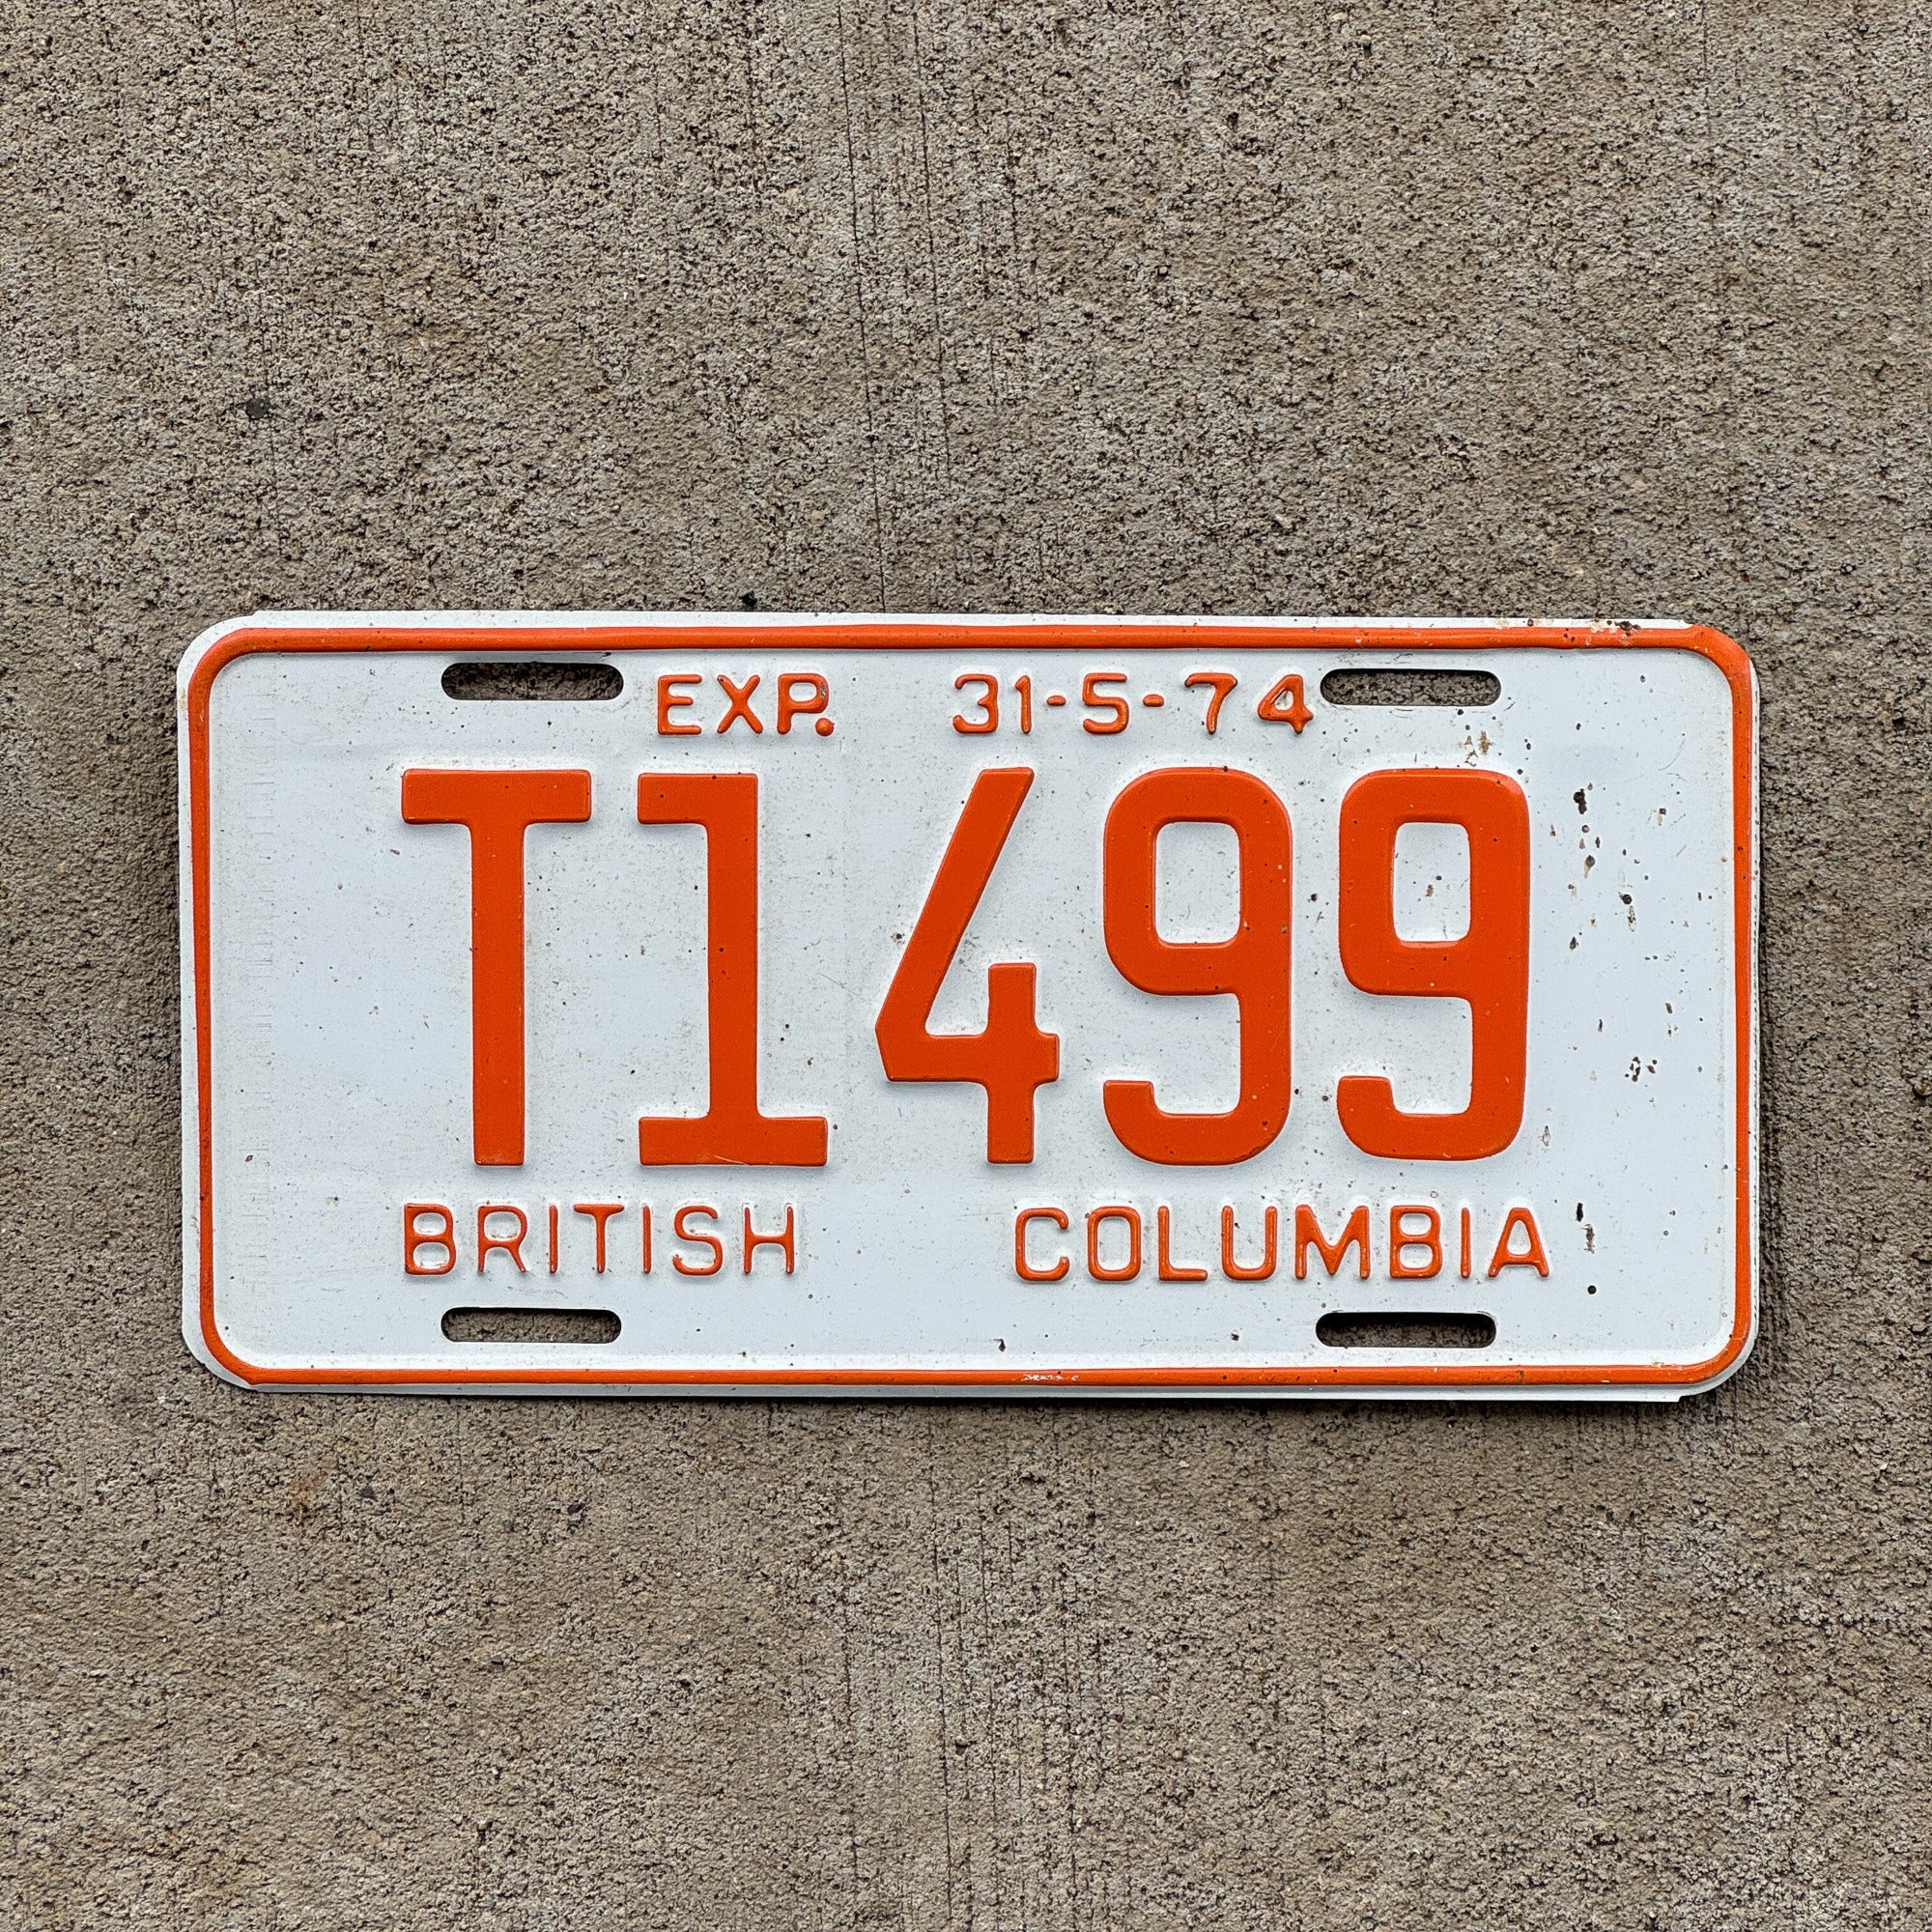 EXP. 31-5-74
T1499
BRITISH COLUMBIA